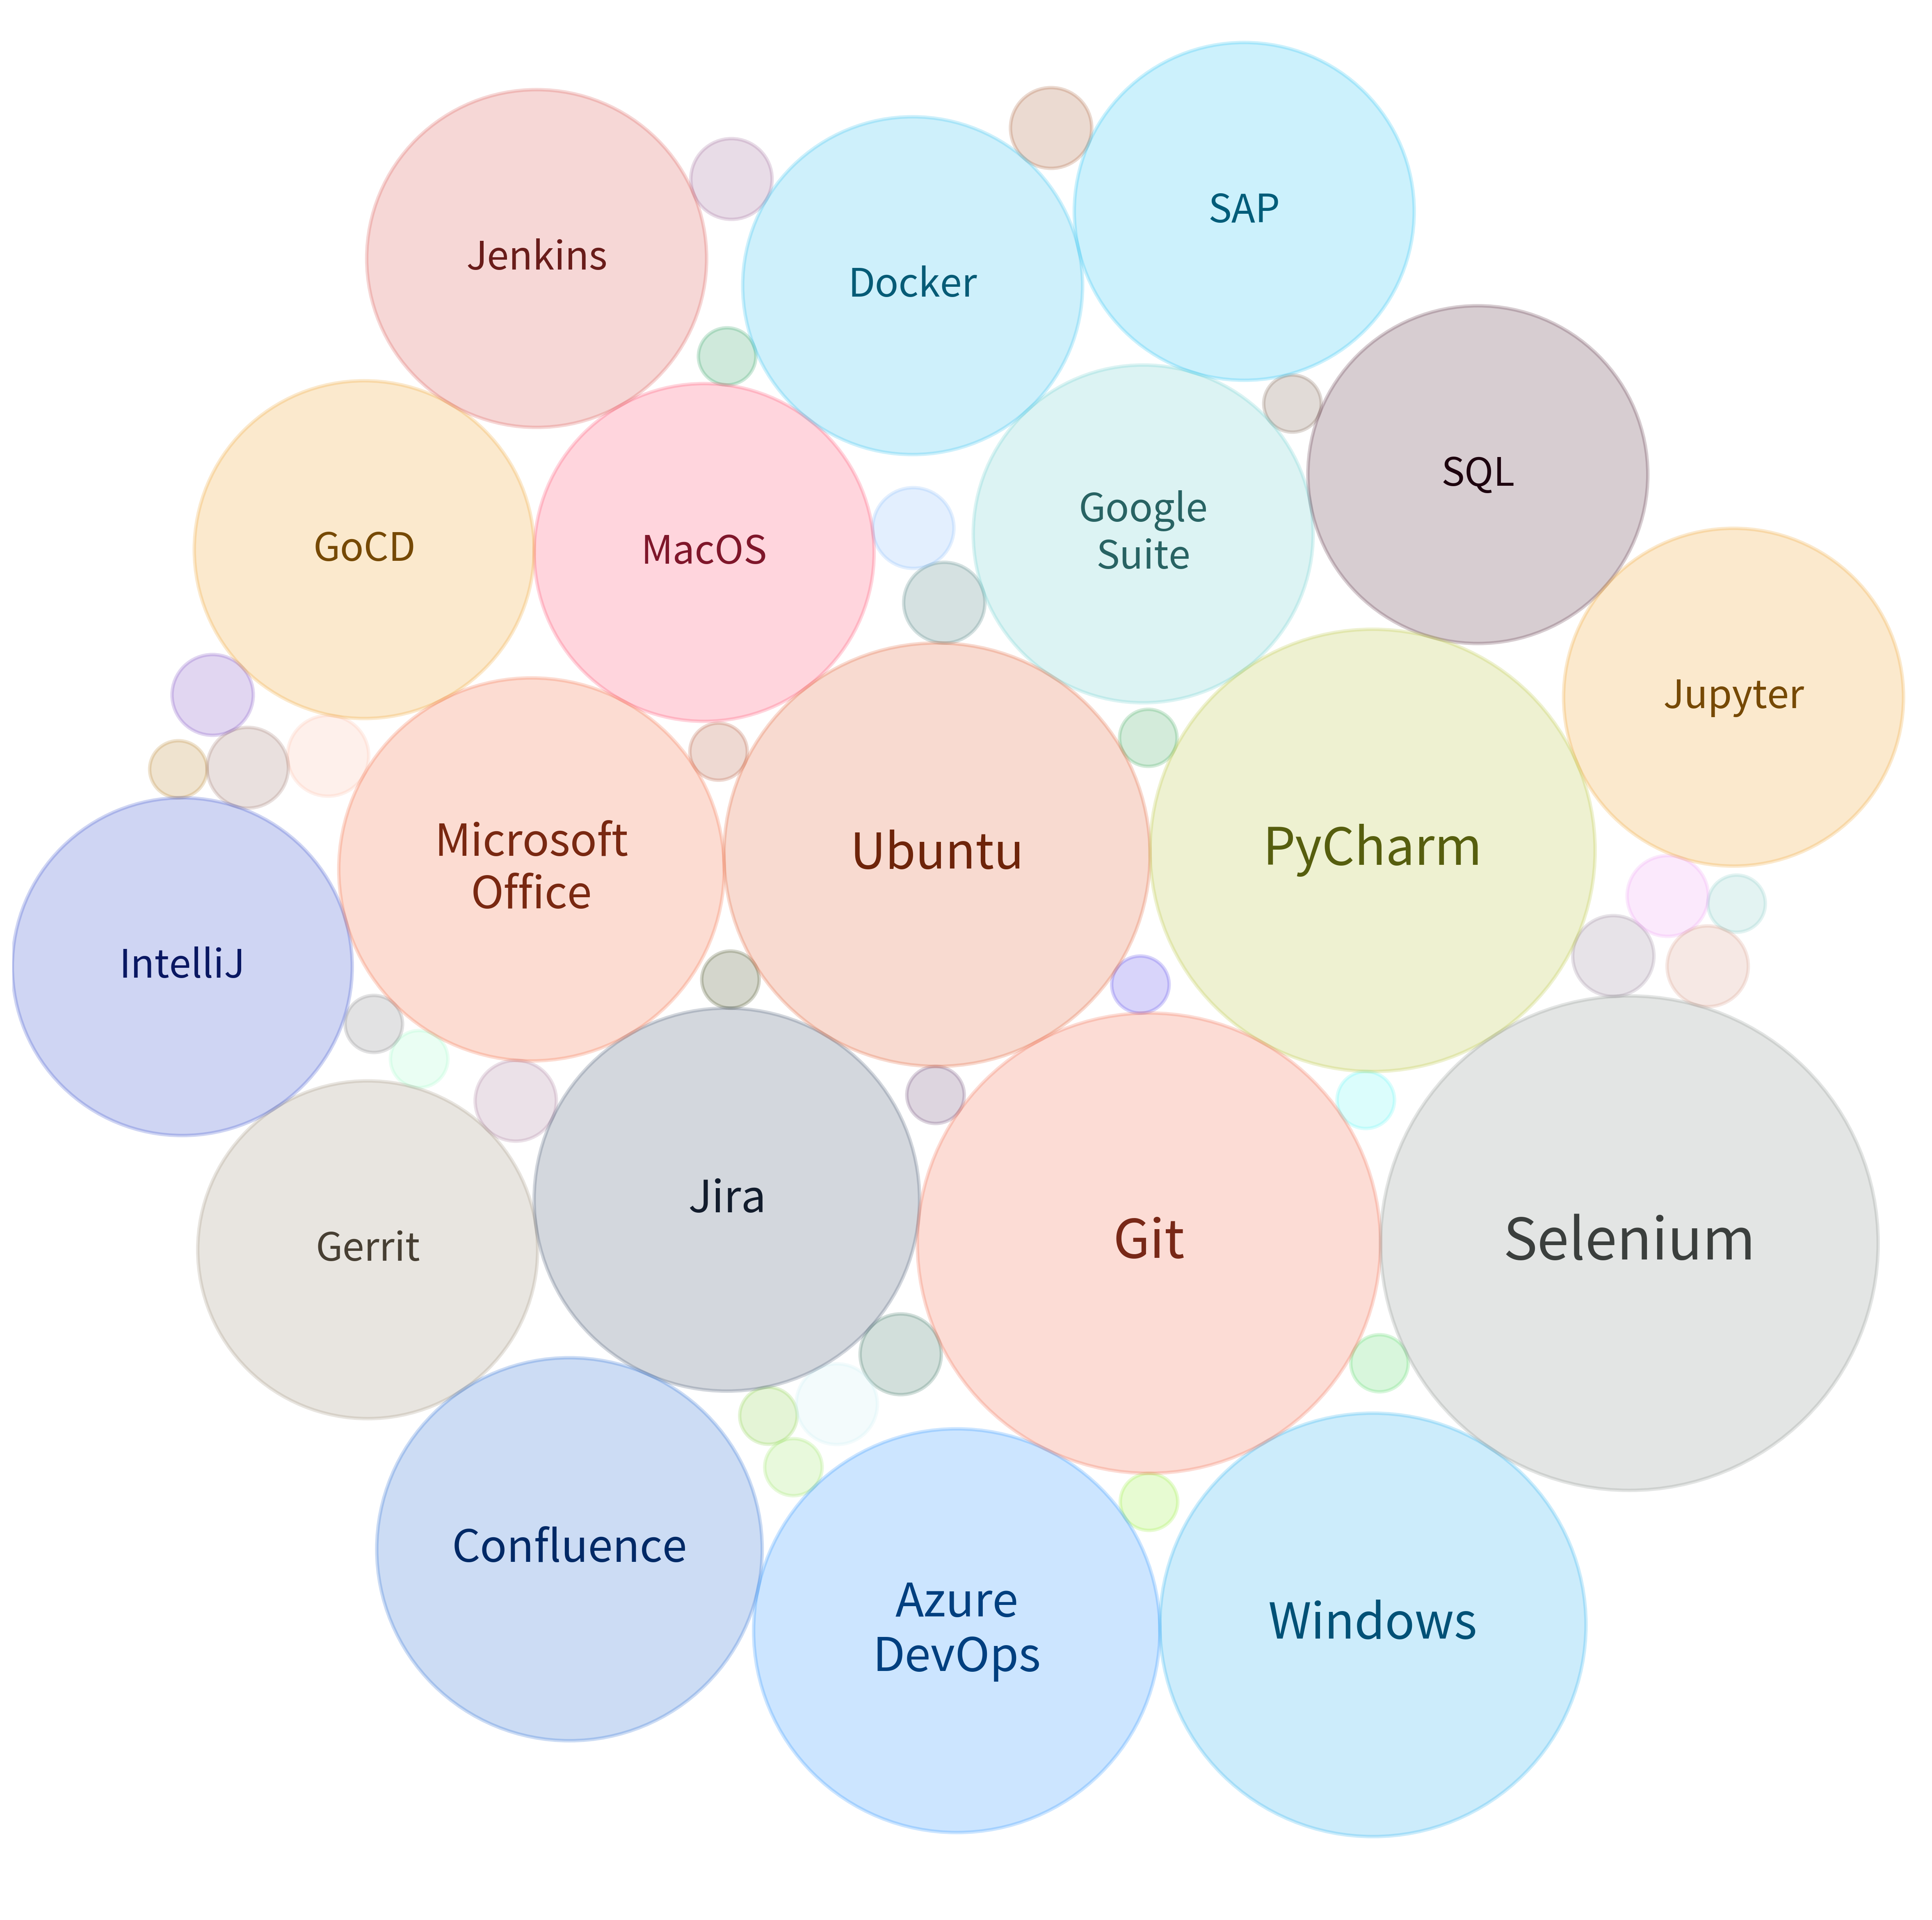 SAP
Jenkins
Docker
SQL
Google
Suite
GoCD
MacOS
Jupyter
Microsoft
Office
Ubuntu
PyCharm
IntelliJ
Jira
Git
Selenium
Gerrit
Confluence
Azure
DevOps
Windows